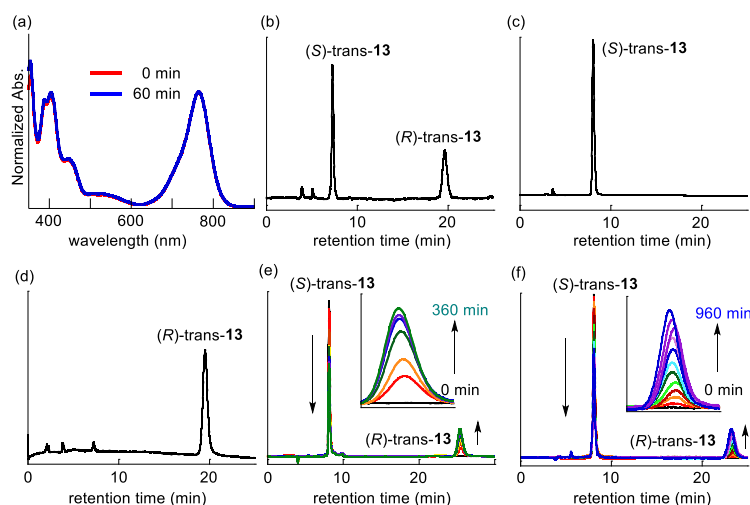 (a)
Normalized Abs.
0 min
60 min
400 600 800
wavelength (nm)
(b)
(S)-trans-13
(R)-trans-13
0 10 20
retention time (min)
(c)
(S)-trans-13
0 10 20
retention time (min)
(d)
(R)-trans-13
0 10 20
retention time (min)
(e)
(S)-trans-13
360 min
0 min
(R)-trans-13
0 10 20
retention time (min)
(f)
(S)-trans-13
960 min
0 min
(R)-trans-13
0 10 20
retention time (min)